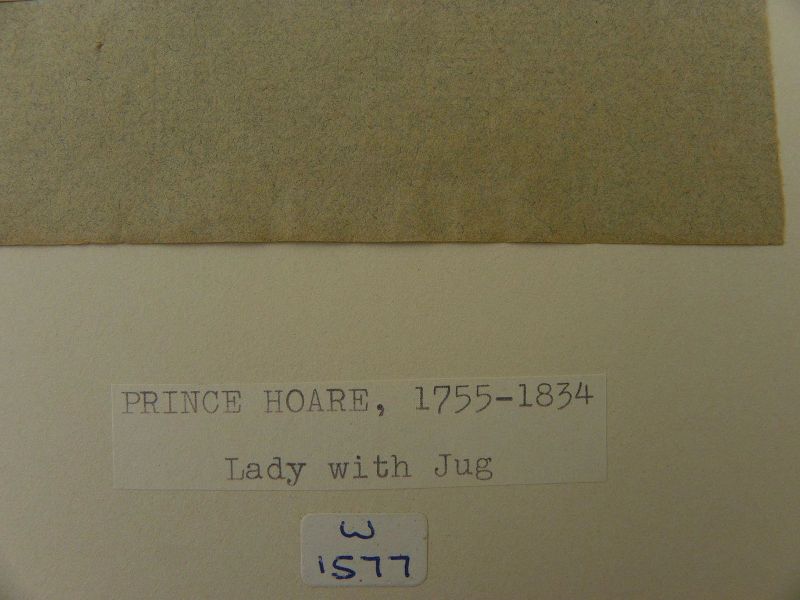 PRINCE HOARE, 1755-1834
Lady with Jug
W
1577